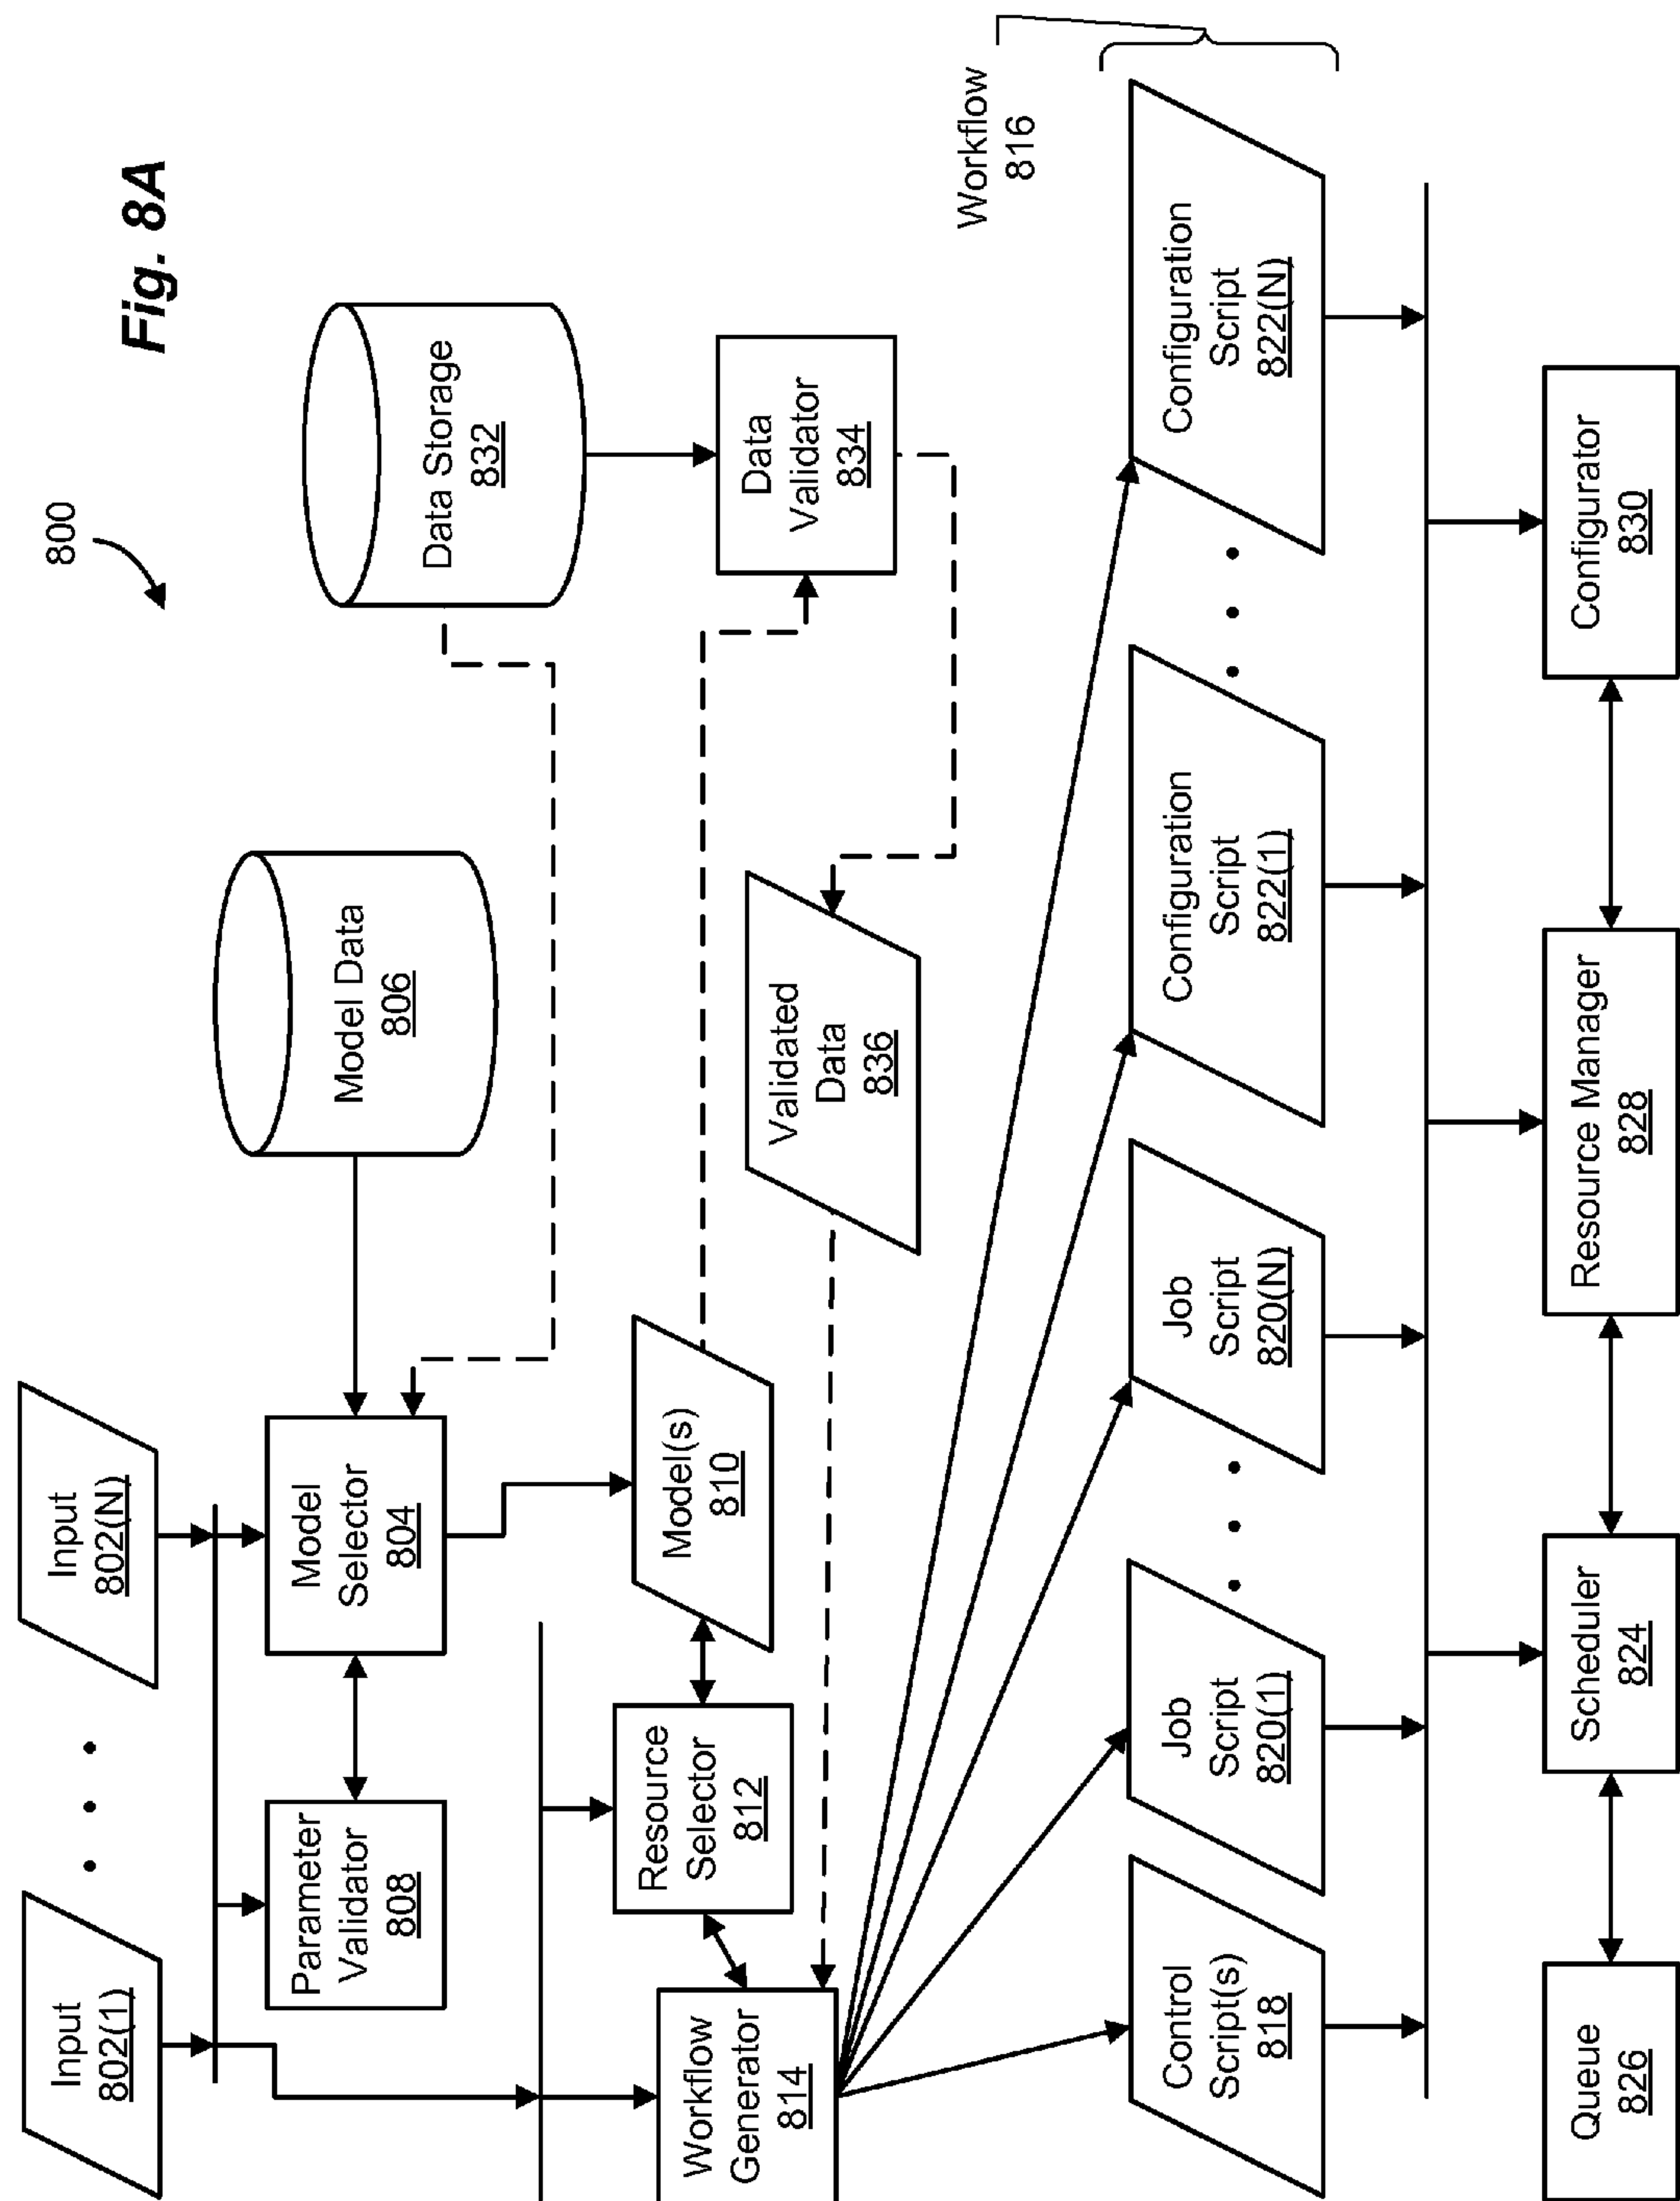 Fig. 8A
800
Input
802(1)
Input
802(N)
Parameter
Validator
808
Model
Selector
804
Model Data
806
Data Storage
832
Workflow
Generator
814
Resource
Selector
812
Model(s)
810
Validated
Data
836
Data
Validator
834
Workflow
816
Control
Script(s)
818
Job
Script
820(1)
Job
Script
820(N)
Configuration
Script
822(1)
Configuration
Script
822(N)
Queue
826
Scheduler
824
Resource Manager
828
Configurator
830